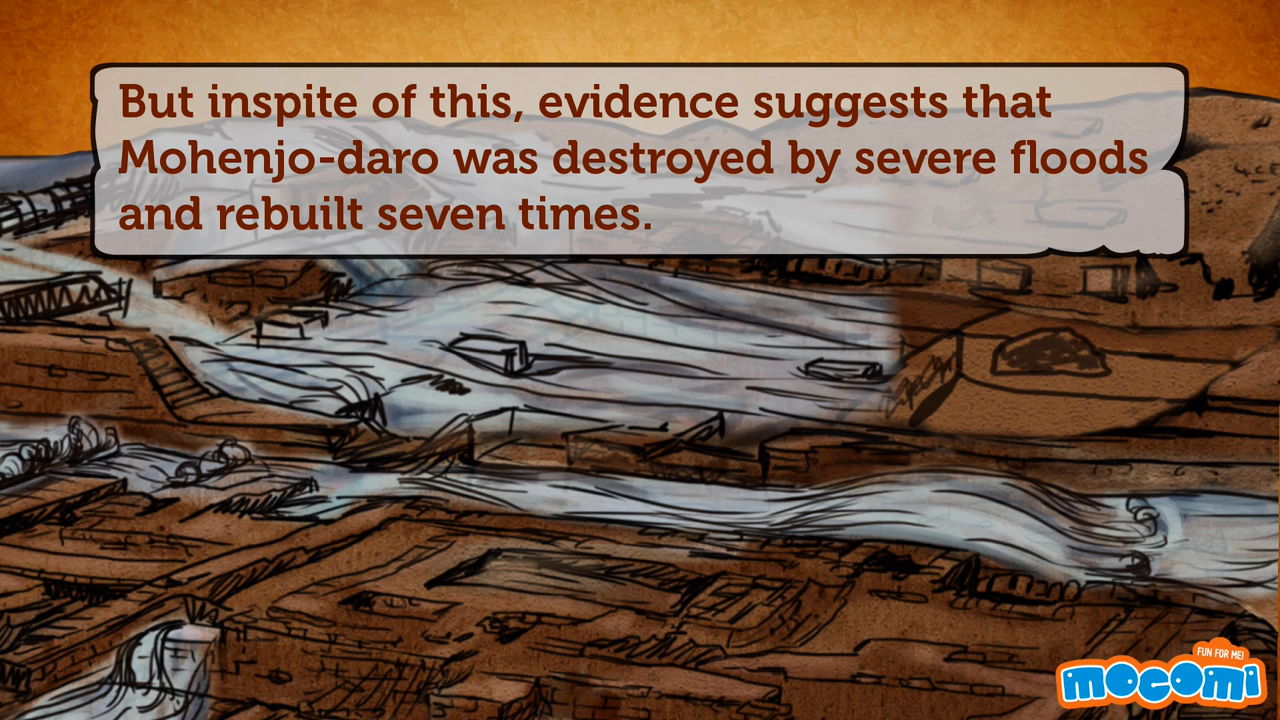 But inspite of this, evidence suggests that
Mohenjo-daro was destroyed by severe floods
and rebuilt seven times.
FUN FOR ME!
mocomi